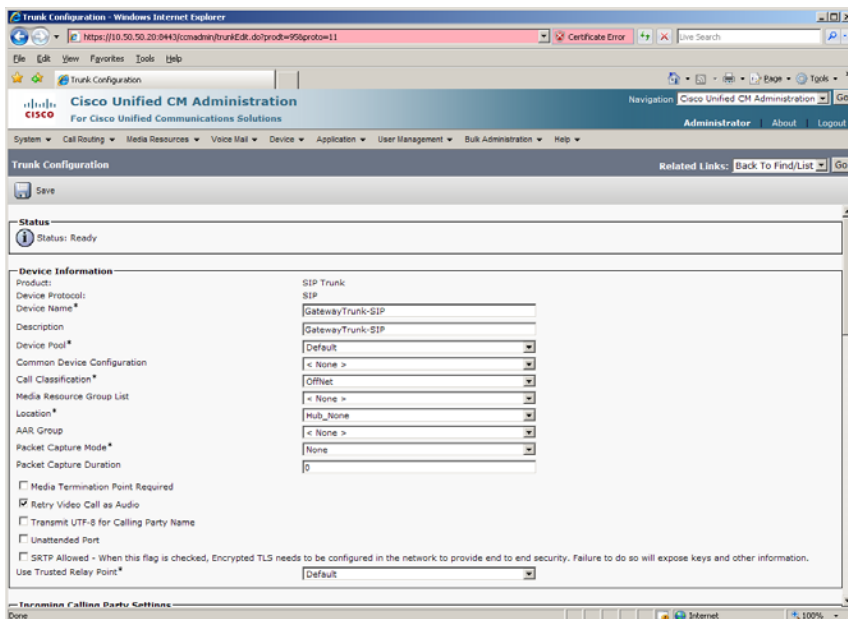 Trunk Configuration - Windows Internet Explorer
https://10.50.50.20:8443/ccmadmin/trunkEdit.do?prodt=95&proto=11
Certificate Error
Live Search
File Edit View Favorites Tools Help
Trunk Configuration
Page Tools
CISCO
Cisco Unified CM Administration
For Cisco Unified Communications Solutions
Navigation Cisco Unified CM Administration Go
Administrator | About | Logout
System Call Routing Media Resources Voice Mail Device Application User Management Bulk Administration Help
Trunk Configuration
Related Links: Back To Find/List Go
Save
Status
Status: Ready
Device Information
Product: SIP Trunk
Device Protocol: SIP
Device Name* GatewayTrunk-SIP
Description GatewayTrunk-SIP
Device Pool* Default
Common Device Configuration < None >
Call Classification* OffNet
Media Resource Group List < None >
Location* Hub_None
AAR Group < None >
Packet Capture Mode* None
Packet Capture Duration 0
Media Termination Point Required
Retry Video Call as Audio
Transmit UTF-8 for Calling Party Name
Unattended Port
SRTP Allowed - When this flag is checked, Encrypted TLS needs to be configured in the network to provide end to end security. Failure to do so will expose keys and other information.
Use Trusted Relay Point* Default
Incoming Calling Party Settings
Done
Internet
100%